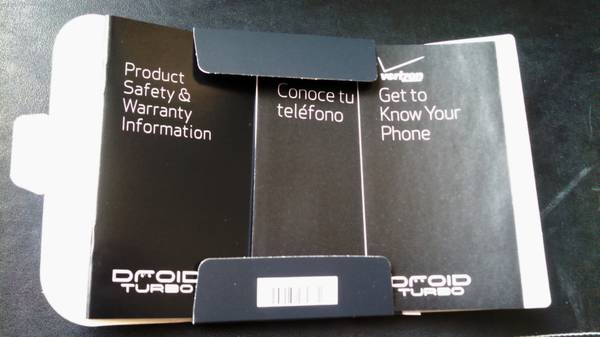 Product
Safety &
Warranty
Information
DROID
TURBO
Conoce tu
teléfono
verizon
Get to
Know Your
Phone
DROID
TURBO